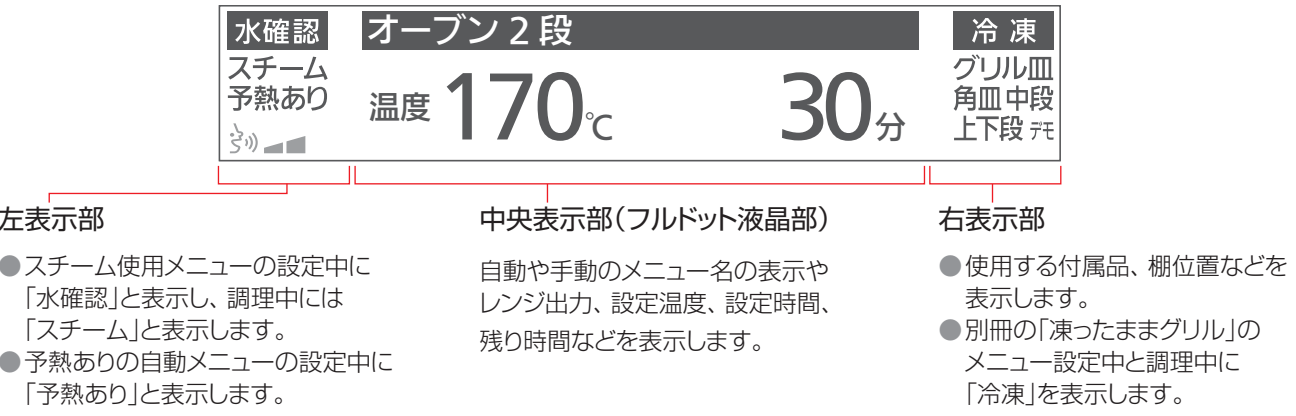 水確認
スチーム
予熱あり
オーブン2段
温度 170℃ 30分
冷凍
グリル皿
角皿中段
上下段 デモ
左表示部
●スチーム使用メニューの設定中に
「水確認」と表示し、調理中には
「スチーム」と表示します。
●予熱ありの自動メニューの設定中に
「予熱あり」と表示します。
中央表示部(フルドット液晶部)
自動や手動のメニュー名の表示や
レンジ出力、設定温度、設定時間、
残り時間などを表示します。
右表示部
●使用する付属品、棚位置などを
表示します。
●別冊の「凍ったままグリル」の
メニュー設定中と調理中に
「冷凍」を表示します。